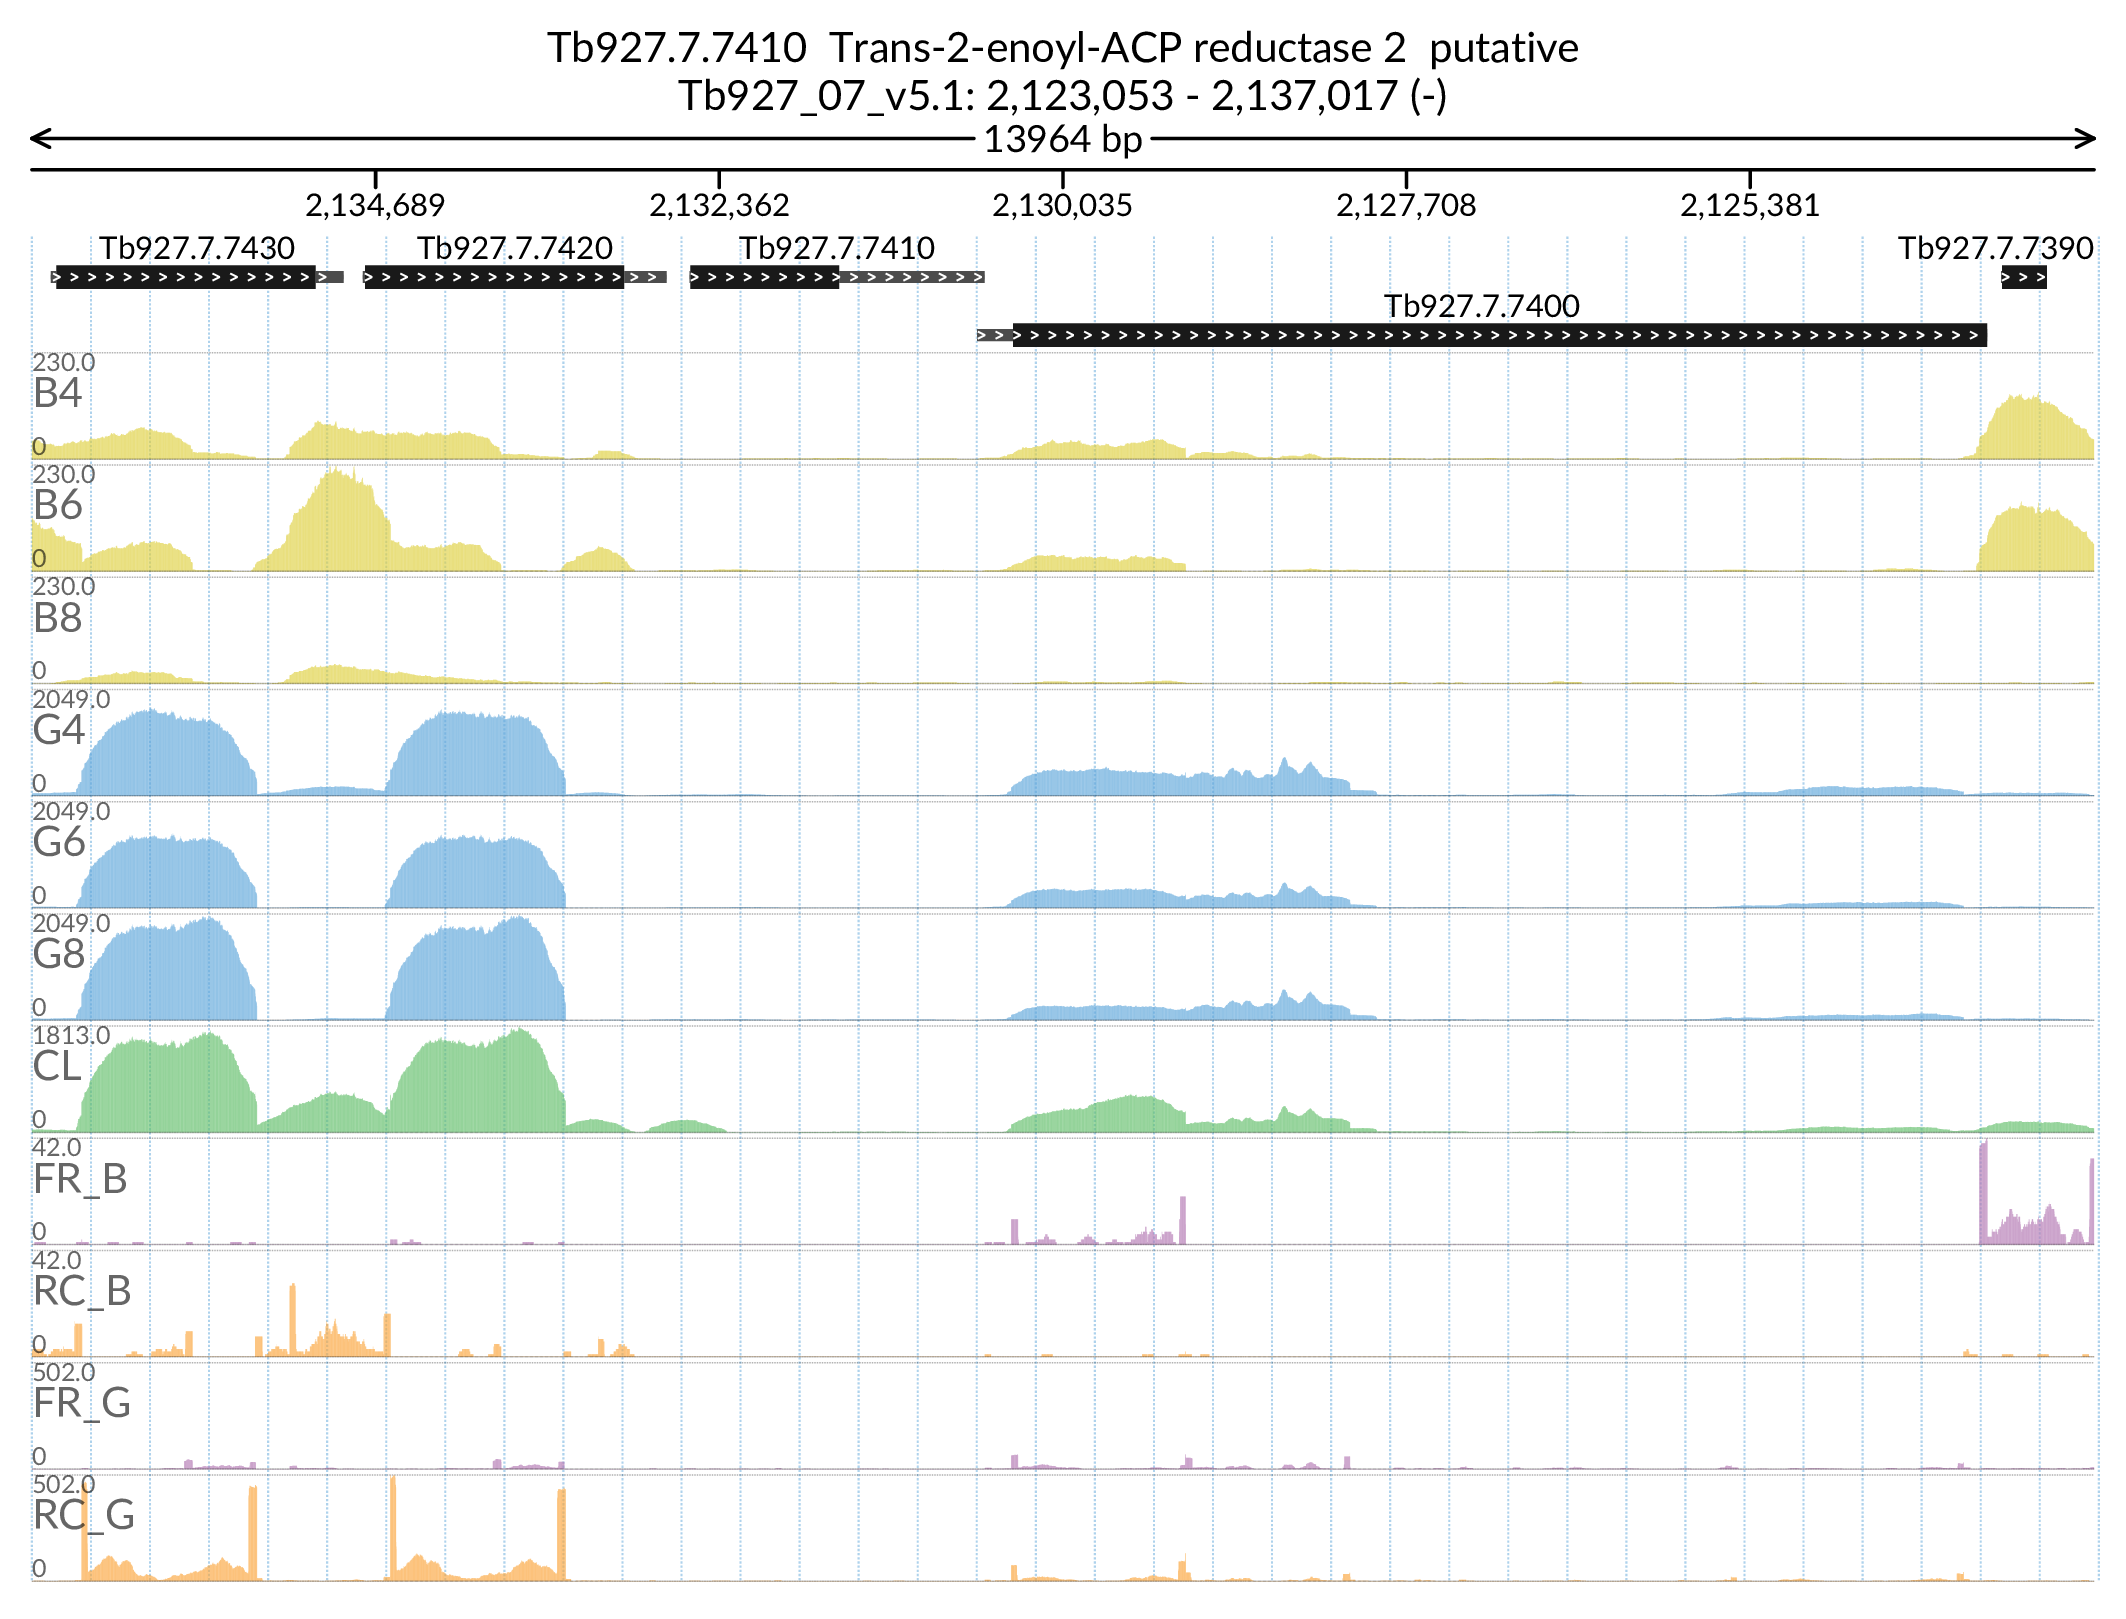 Tb927.7.7410  Trans-2-enoyl-ACP reductase 2  putative
Tb927_07_v5.1: 2,123,053 - 2,137,017 (-)
13964 bp
2,134,689 2,132,362 2,130,035 2,127,708 2,125,381
Tb927.7.7430 Tb927.7.7420 Tb927.7.7410 Tb927.7.7390
Tb927.7.7400
230.0
B4
0
230.0
B6
0
230.0
B8
0
2049.0
G4
0
2049.0
G6
0
2049.0
G8
0
1813.0
CL
0
42.0
FR_B
0
42.0
RC_B
0
502.0
FR_G
0
502.0
RC_G
0